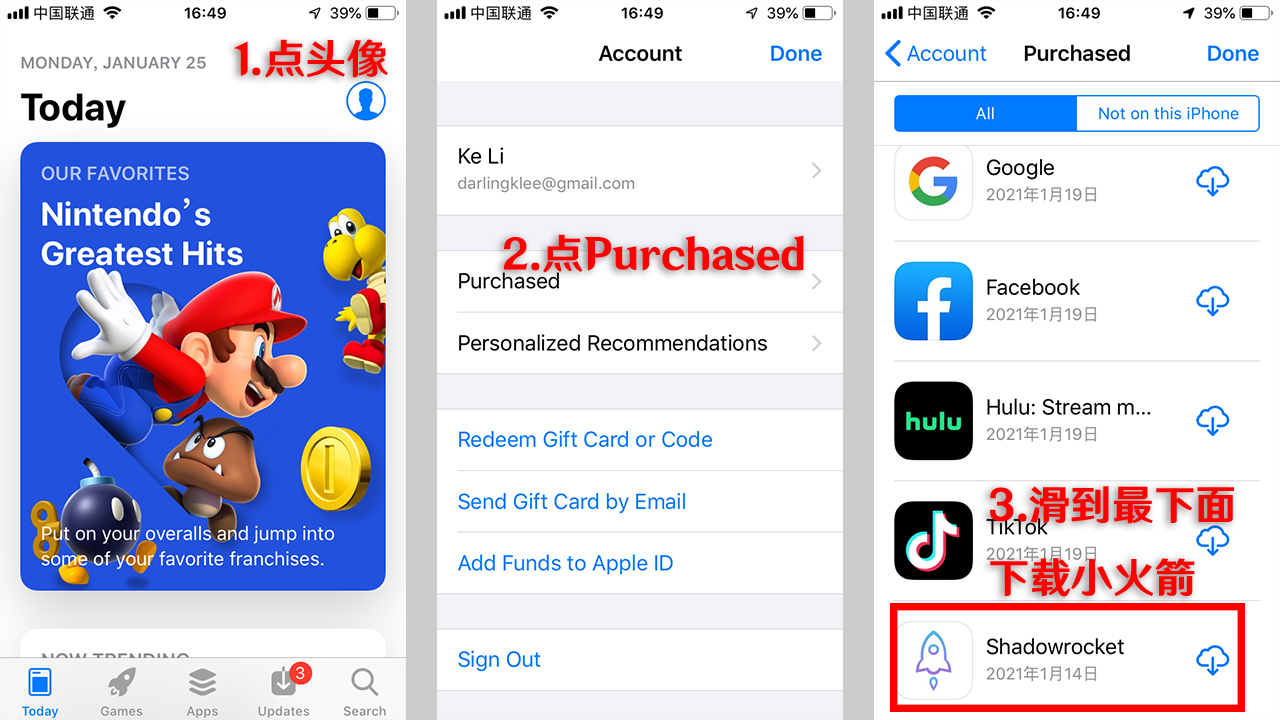 中国联通
16:49
39%
MONDAY, JANUARY 25
1.点头像
Today
OUR FAVORITES
Nintendo's
Greatest Hits
Put on your overalls and jump into
some of your favorite franchises.
NOW TRENDING
Today
Games
Apps
3
Updates
Search
中国联通
16:49
39%
Account
Done
Ke Li
darlingklee@gmail.com
2.点Purchased
Purchased
Personalized Recommendations
Redeem Gift Card or Code
Send Gift Card by Email
Add Funds to Apple ID
Sign Out
中国联通
16:49
39%
Account
Purchased
Done
All
Not on this iPhone
Google
2021年1月19日
Facebook
2021年1月19日
hulu
Hulu: Stream m...
2021年1月19日
3.滑到最下面
TikTok
2021年1月19日
下载小火箭
Shadowrocket
2021年1月14日